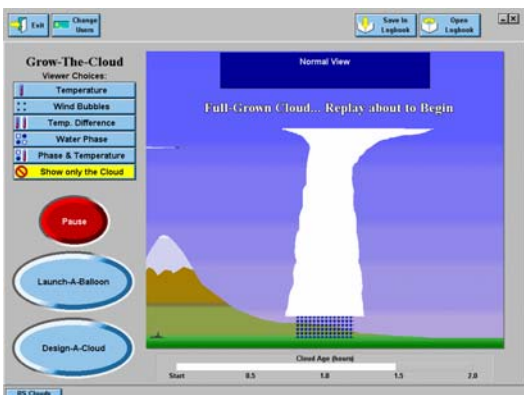 Exit
Change
Users
Save In
Logbook
Open
Logbook
Grow-The-Cloud
Viewer Choices:
Temperature
Wind Bubbles
Temp. Difference
Water Phase
Phase & Temperature
Show only the Cloud
Pause
Launch-A-Balloon
Design-A-Cloud
Normal View
Full-Grown Cloud... Replay about to Begin
Cloud Age (hours)
Start 0.5 1.0 1.5 2.0
RS Clouds